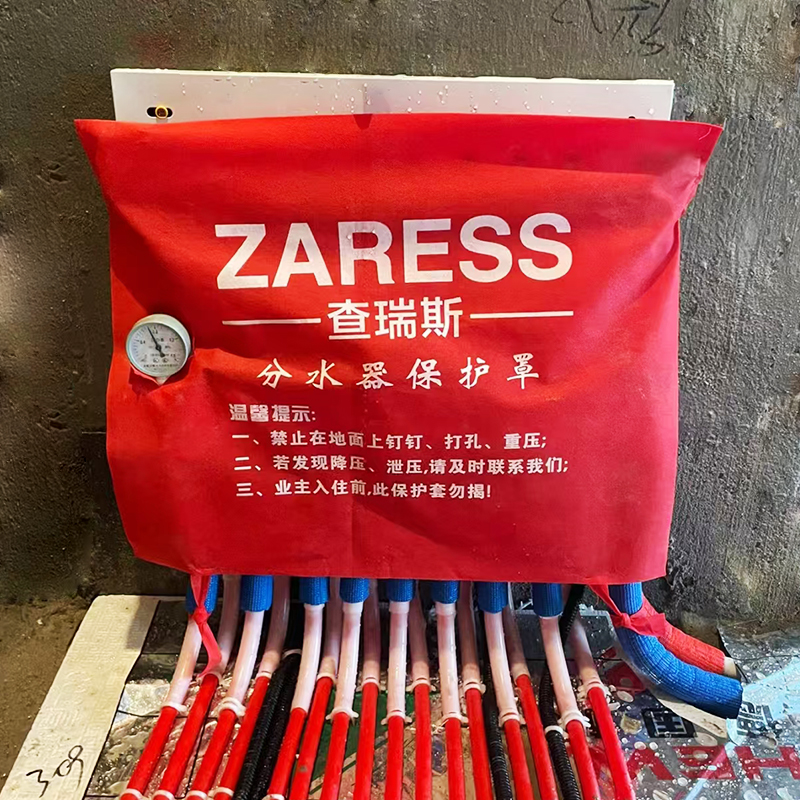 ZARESS
查瑞斯
分水器保护罩
温馨提示:
一、禁止在地面上钉钉、打孔、重压;
二、若发现降压、泄压,请及时联系我们;
三、业主入住前,此保护套勿揭!